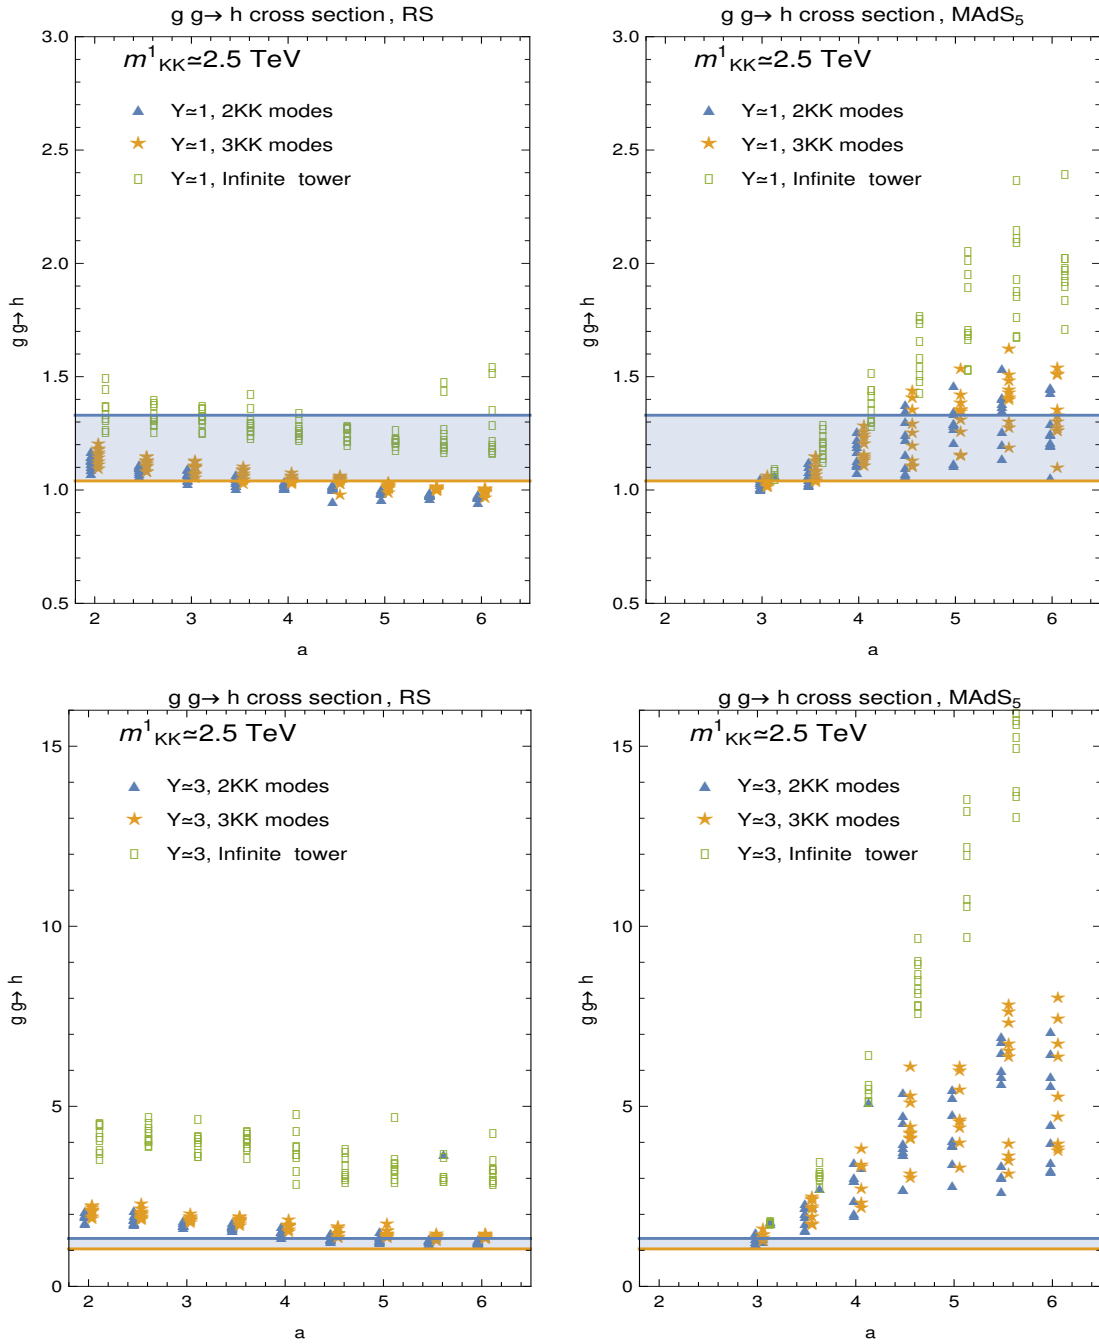 g g→ h cross section , RS
m¹KK≃2.5 TeV
Y≃1, 2KK modes
Y≃1, 3KK modes
Y≃1, Infinite tower
3.0
2.5
2.0
1.5
1.0
0.5
g g→ h
2 3 4 5 6
a
g g→ h cross section , MAdS₅
m¹KK≃2.5 TeV
Y≃1, 2KK modes
Y≃1, 3KK modes
Y≃1, Infinite tower
3.0
2.5
2.0
1.5
1.0
0.5
g g→ h
2 3 4 5 6
a
g g→ h cross section , RS
m¹KK≃2.5 TeV
Y≃3, 2KK modes
Y≃3, 3KK modes
Y≃3, Infinite tower
15
10
5
0
g g→ h
2 3 4 5 6
a
g g→ h cross section , MAdS₅
m¹KK≃2.5 TeV
Y≃3, 2KK modes
Y≃3, 3KK modes
Y≃3, Infinite tower
15
10
5
0
g g→ h
2 3 4 5 6
a